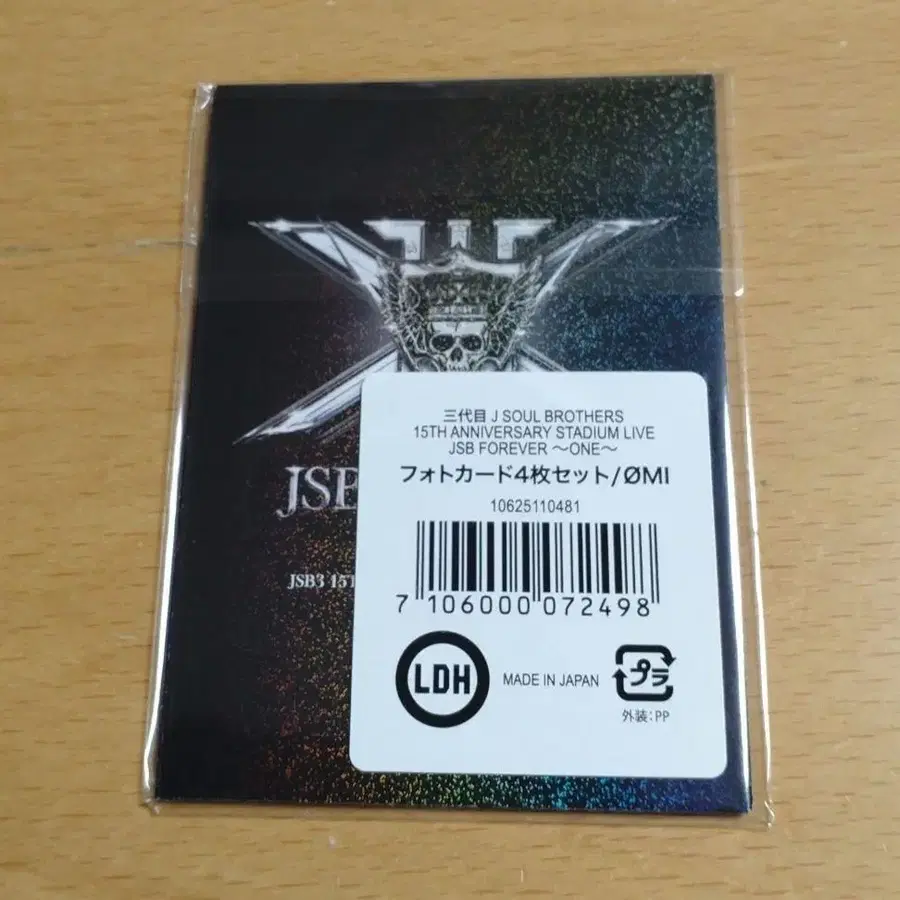 三代目 J SOUL BROTHERS
15TH ANNIVERSARY STADIUM LIVE
JSB FOREVER 〜ONE〜
フォトカード4枚セット/ØMI
10625110481
7 106000 072498
LDH
MADE IN JAPAN
プラ
外装:PP
JSB3